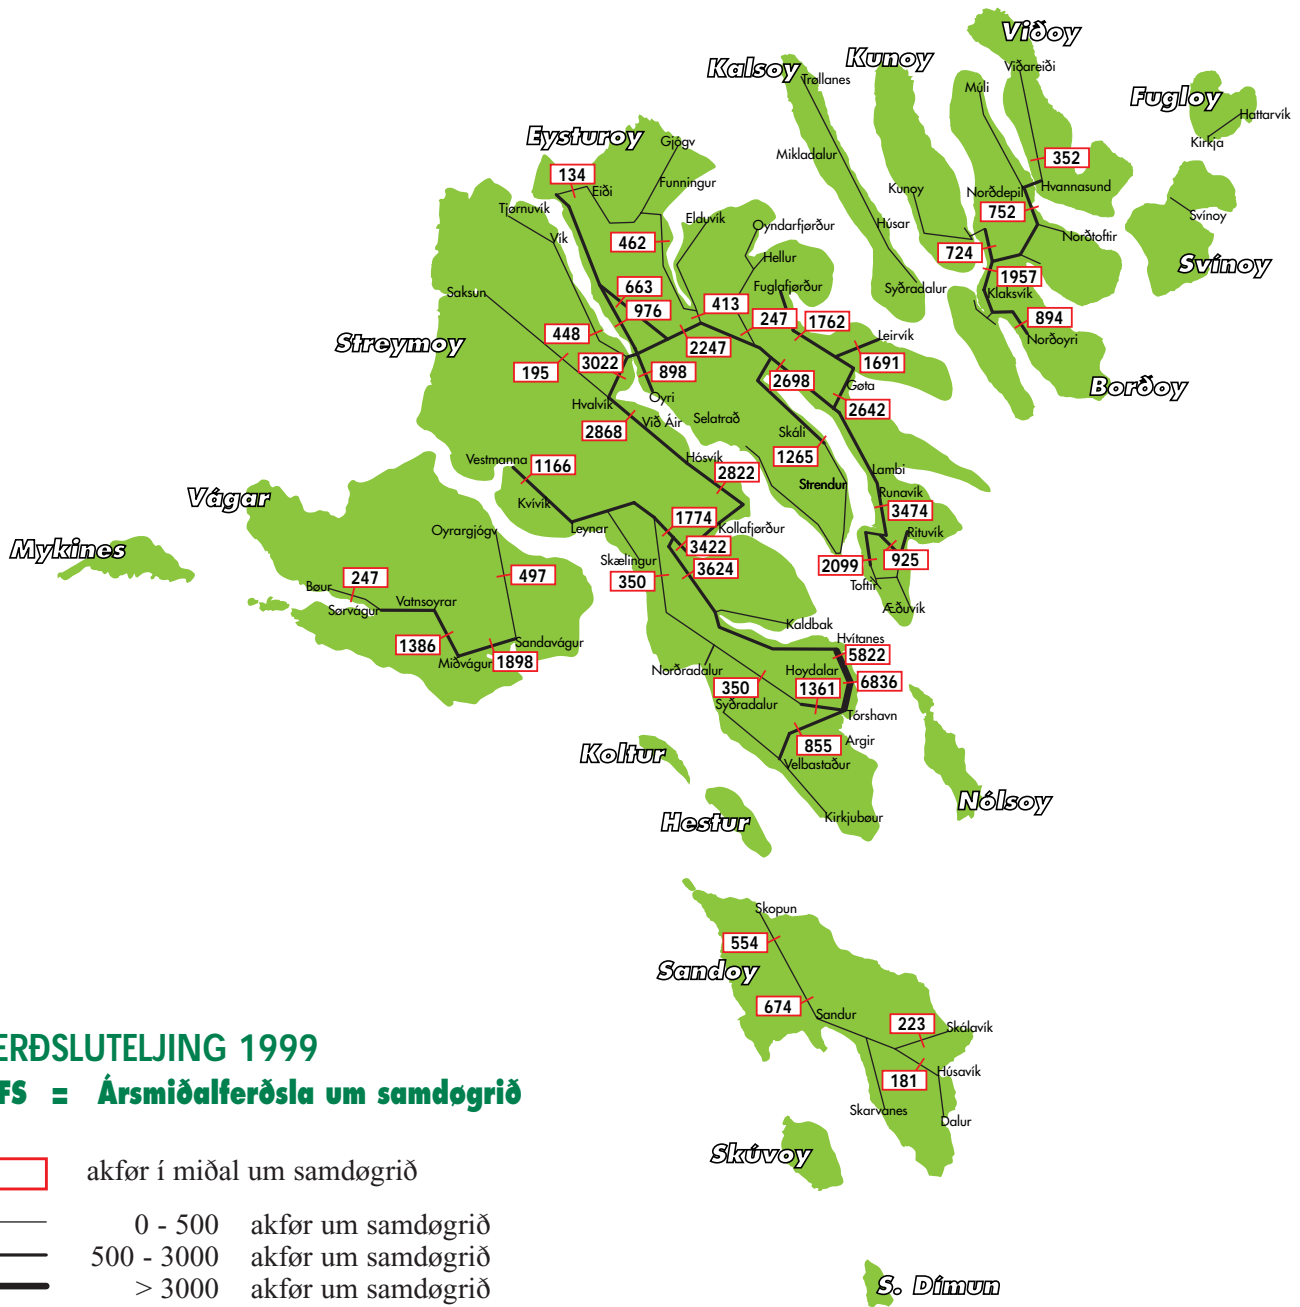 Viðoy
Kunoy
Kalsoy
Viðareiði
Trøllanes
Múli
Fugloy
Hattarvík
Eysturoy
Gjógv
Kirkja
Mikladalur
352
134
Funningur
Eiði
Kunoy
Norðdepil
Hvannasund
Tjørnuvík
Elduvík
752
Svínoy
Oyndarfjørður
Húsar
Vík
462
Norðtoftir
724
Hellur
Svínoy
1957
663
Fuglafjørður
Syðradalur
Saksun
Klaksvík
976
413
247
1762
894
448
Leirvík
Norðoyri
Streymoy
2247
3022
195
898
2698
1691
Gøta
Borðoy
Oyri
Hvalvík
2642
Við Áir
Selatrað
2868
Skáli
1265
Vestmanna
1166
Hósvík
Lambi
2822
Strendur
Runavík
Vágar
Kvívík
3474
1774
Oyrargjógv
Leynar
Kollafjørður
Rituvík
Mykines
3422
Skælingur
925
3624
2099
247
497
350
Bøur
Toftir
Vatnsoyrar
Æðuvík
Sørvágur
Kaldbak
1386
Sandavágur
Hvítanes
Miðvágur
1898
5822
Norðradalur
Hoydalar
350
1361
6836
Syðradalur
Tórshavn
855
Argir
Koltur
Velbastaður
Nólsoy
Hestur
Kirkjubøur
Skopun
554
Sandoy
674
Sandur
223
Skálavík
ERÐSLUTELJING 1999
Húsavík
181
FS = Ársmiðalferðsla um samdøgrið
Skarvanes
Dalur
Skúvoy
akfør í miðal um samdøgrið
0 - 500 akfør um samdøgrið
500 - 3000 akfør um samdøgrið
> 3000 akfør um samdøgrið
S. Dímun